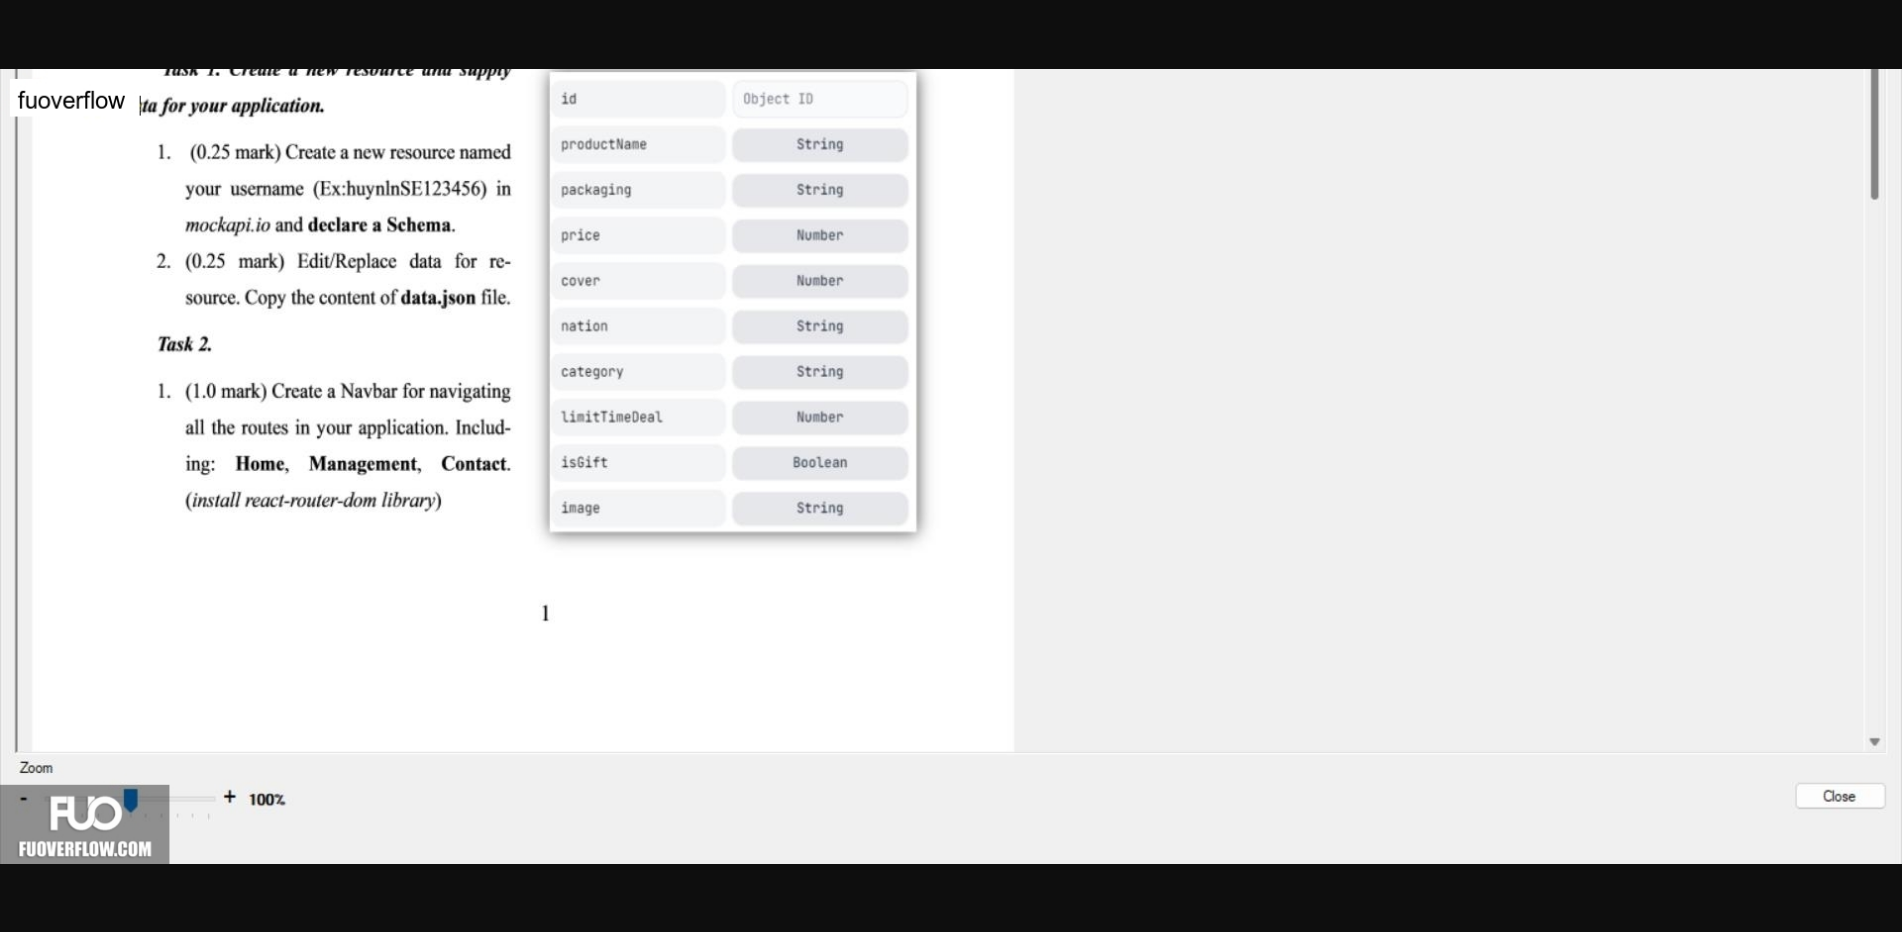 Task 1. Create a new resource and supply
fuoverflow
ta for your application.
1. (0.25 mark) Create a new resource named
your username (Ex:huynlnSE123456) in
mockapi.io and declare a Schema.
2. (0.25 mark) Edit/Replace data for re-
source. Copy the content of data.json file.
Task 2.
1. (1.0 mark) Create a Navbar for navigating
all the routes in your application. Includ-
ing: Home, Management, Contact.
(install react-router-dom library)
id Object ID
productName String
packaging String
price Number
cover Number
nation String
category String
limitTimeDeal Number
isGift Boolean
image String
1
Zoom
- + 100%
Close
FUO
FUOVERFLOW.COM